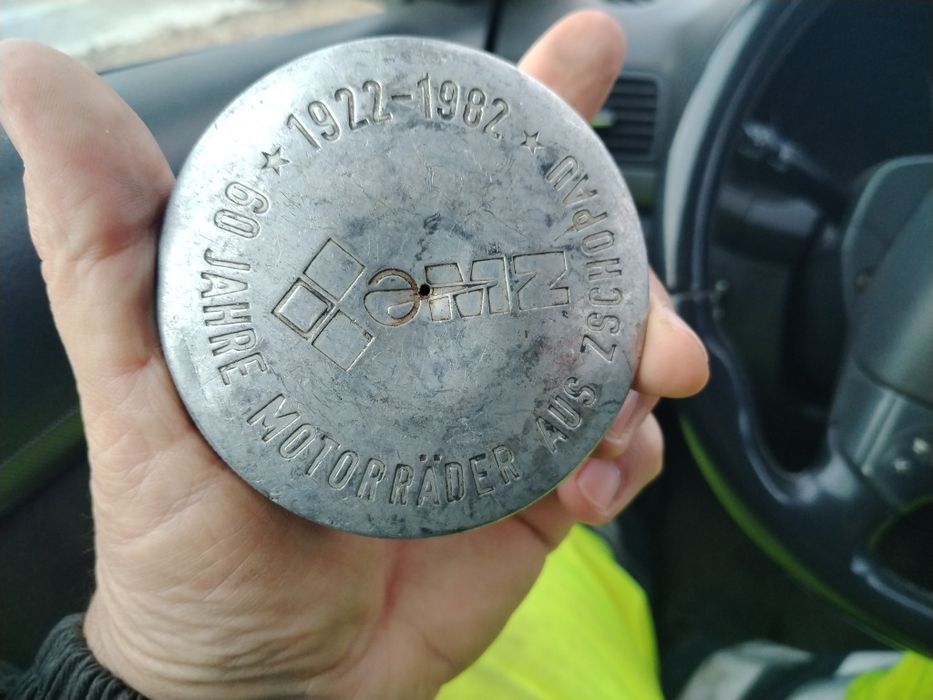 ★ 1922-1982 ★
60 JAHRE MOTORRÄDER AUS ZSCHOPAU
MZ